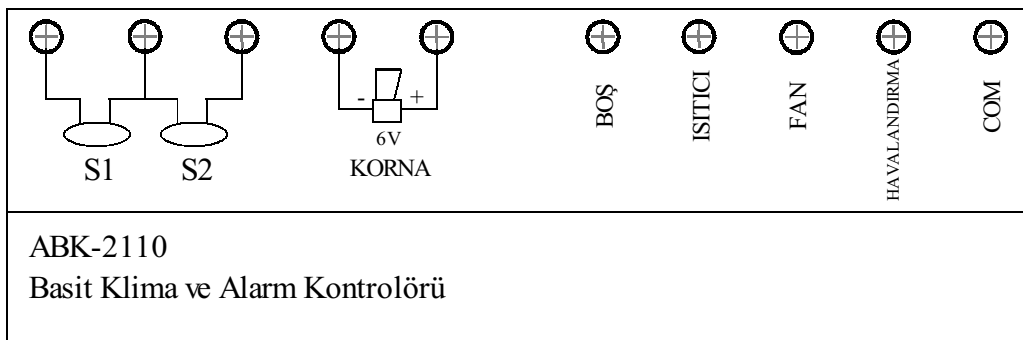 - +
6V
S1 S2 KORNA
BOŞ
ISITICI
FAN
HAVALANDIRMA
COM
ABK-2110
Basit Klima ve Alarm Kontrolörü